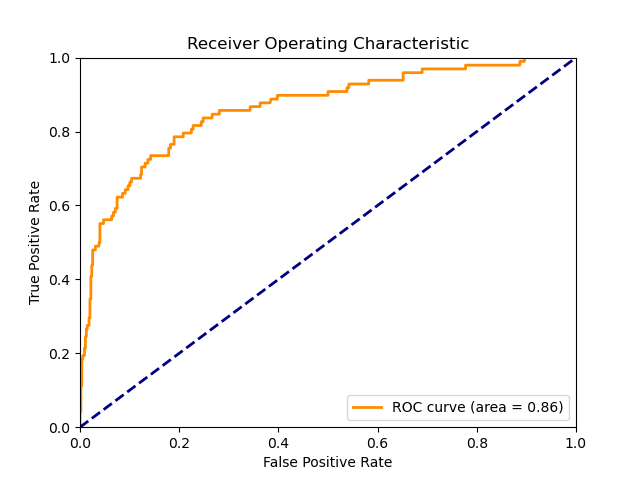 Receiver Operating Characteristic
1.0
0.8
0.6
0.4
0.2
0.0
True Positive Rate
ROC curve (area = 0.86)
0.0 0.2 0.4 0.6 0.8 1.0
False Positive Rate